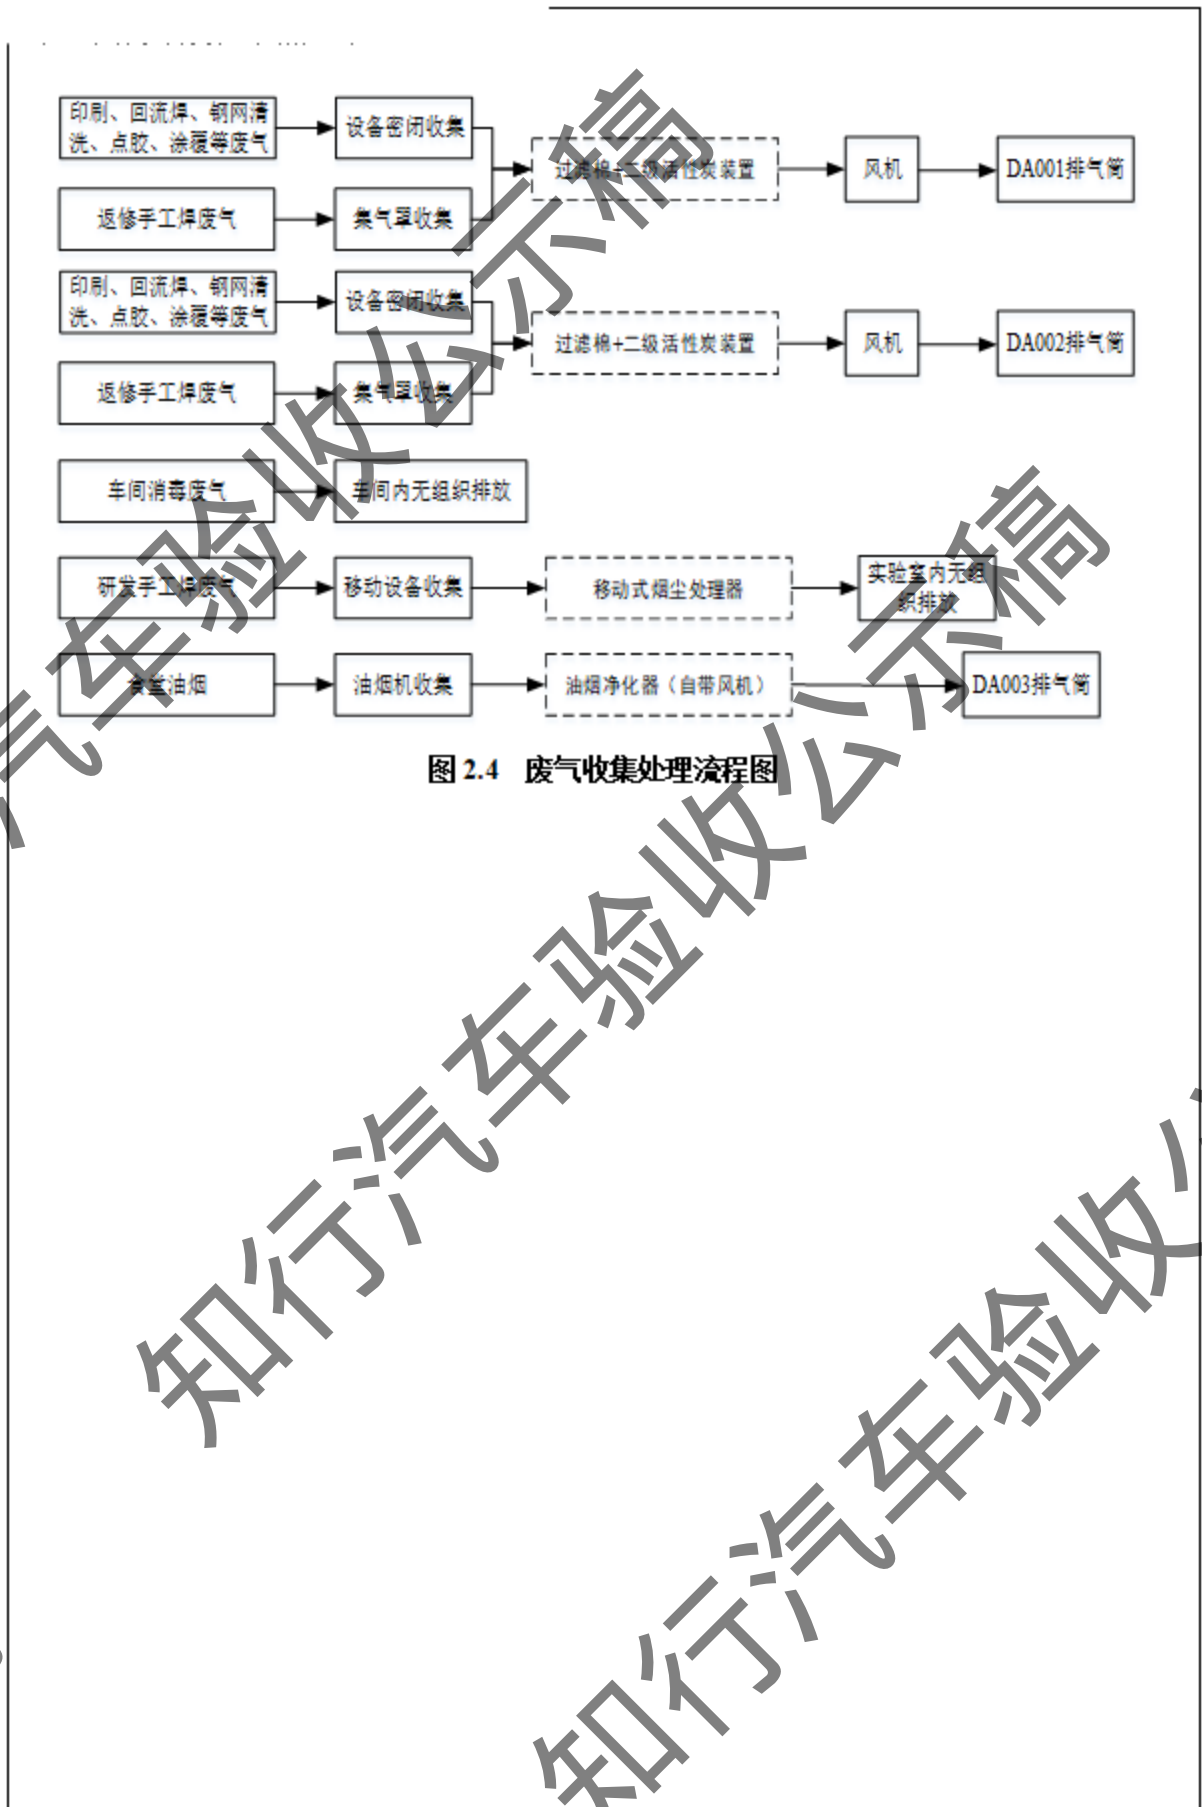 印刷、回流焊、钢网清
洗、点胶、涂覆等废气
设备密闭收集
过滤棉+二级活性炭装置
风机
DA001排气筒
返修手工焊废气
集气罩收集
印刷、回流焊、钢网清
洗、点胶、涂覆等废气
设备密闭收集
过滤棉+二级活性炭装置
风机
DA002排气筒
返修手工焊废气
集气罩收集
车间消毒废气
车间内无组织排放
研发手工焊废气
移动设备收集
移动式烟尘处理器
实验室内无组
织排放
食堂油烟
油烟机收集
油烟净化器（自带风机）
DA003排气筒
图 2.4 废气收集处理流程图
汽车验收公示稿
知行汽车验收公示稿
知行汽车验收公